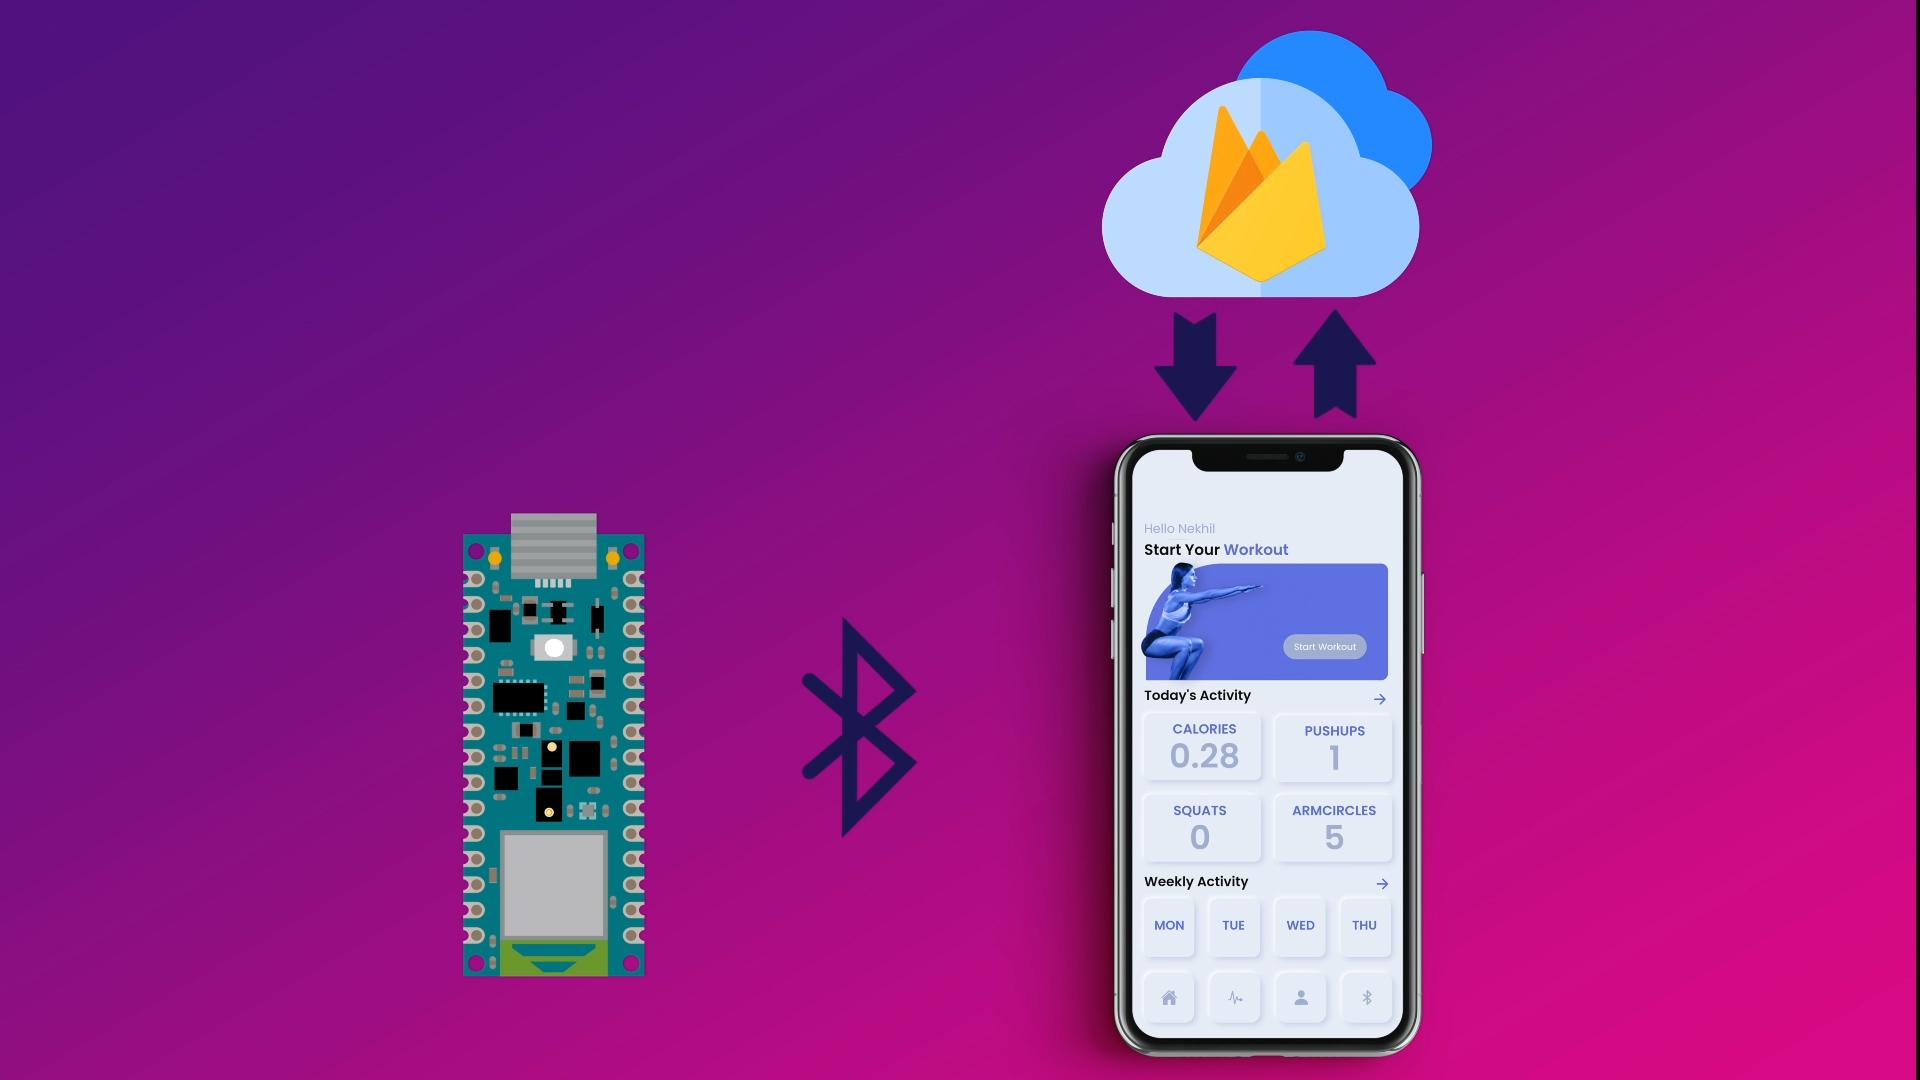 Hello Nekhil
Start Your Workout
Start Workout
Today's Activity
CALORIES
0.28
PUSHUPS
1
SQUATS
0
ARMCIRCLES
5
Weekly Activity
MON
TUE
WED
THU